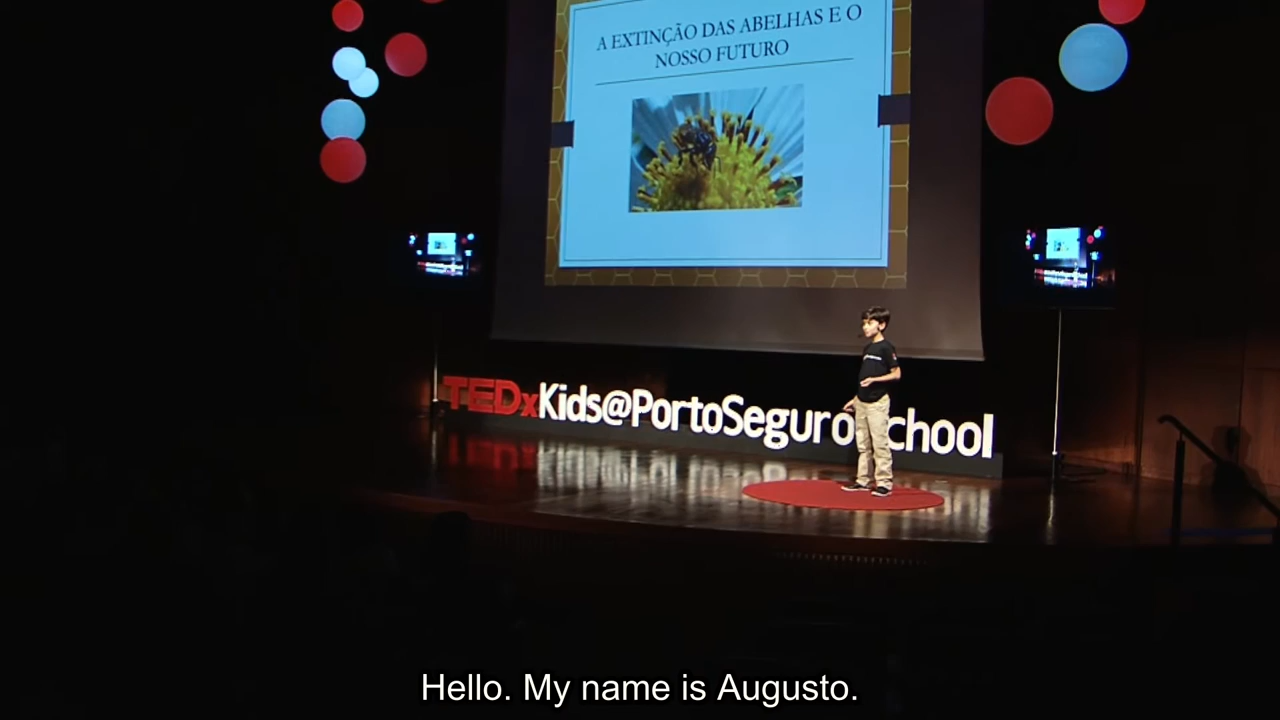 A EXTINÇÃO DAS ABELHAS E O
NOSSO FUTURO
TEDxKids@PortoSeguroSchool
Hello. My name is Augusto.